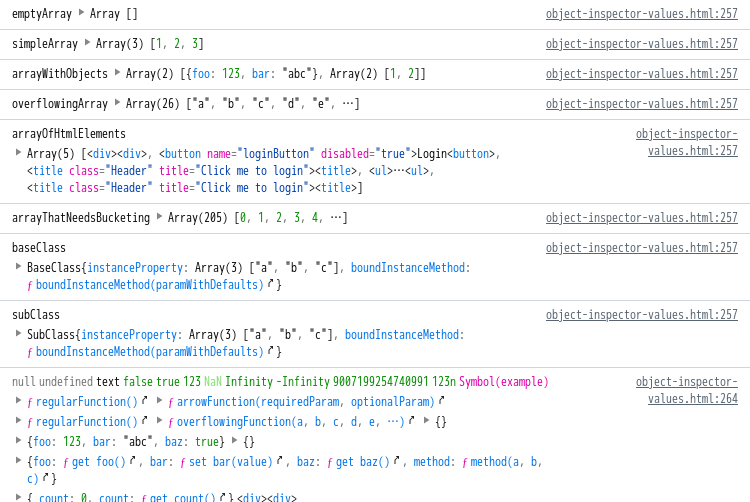 emptyArray ▶ Array [] object-inspector-values.html:257
simpleArray ▶ Array(3) [1, 2, 3] object-inspector-values.html:257
arrayWithObjects ▶ Array(2) [{foo: 123, bar: "abc"}, Array(2) [1, 2]] object-inspector-values.html:257
overflowingArray ▶ Array(26) ["a", "b", "c", "d", "e", …] object-inspector-values.html:257
arrayOfHtmlElements object-inspector-
values.html:257
▶ Array(5) [<div><div>, <button name="loginButton" disabled="true">Login<button>,
<title class="Header" title="Click me to login"><title>, <ul>⋯<ul>,
<title class="Header" title="Click me to login"><title>]
arrayThatNeedsBucketing ▶ Array(205) [0, 1, 2, 3, 4, …] object-inspector-values.html:257
baseClass object-inspector-values.html:257
▶ BaseClass{instanceProperty: Array(3) ["a", "b", "c"], boundInstanceMethod:
ƒ boundInstanceMethod(paramWithDefaults) }
subClass object-inspector-values.html:257
▶ SubClass{instanceProperty: Array(3) ["a", "b", "c"], boundInstanceMethod:
ƒ boundInstanceMethod(paramWithDefaults) }
null undefined text false true 123 NaN Infinity -Infinity 9007199254740991 123n Symbol(example) object-inspector-
values.html:264
▶ ƒ regularFunction() ▶ ƒ arrowFunction(requiredParam, optionalParam)
▶ ƒ regularFunction() ▶ ƒ overflowingFunction(a, b, c, d, e, …) ▶ {}
▶ {foo: 123, bar: "abc", baz: true} ▶ {}
▶ {foo: ƒ get foo() , bar: ƒ set bar(value) , baz: ƒ get baz() , method: ƒ method(a, b,
c) }
▶ {_count: 0, count: ƒ get count() } <div><div>